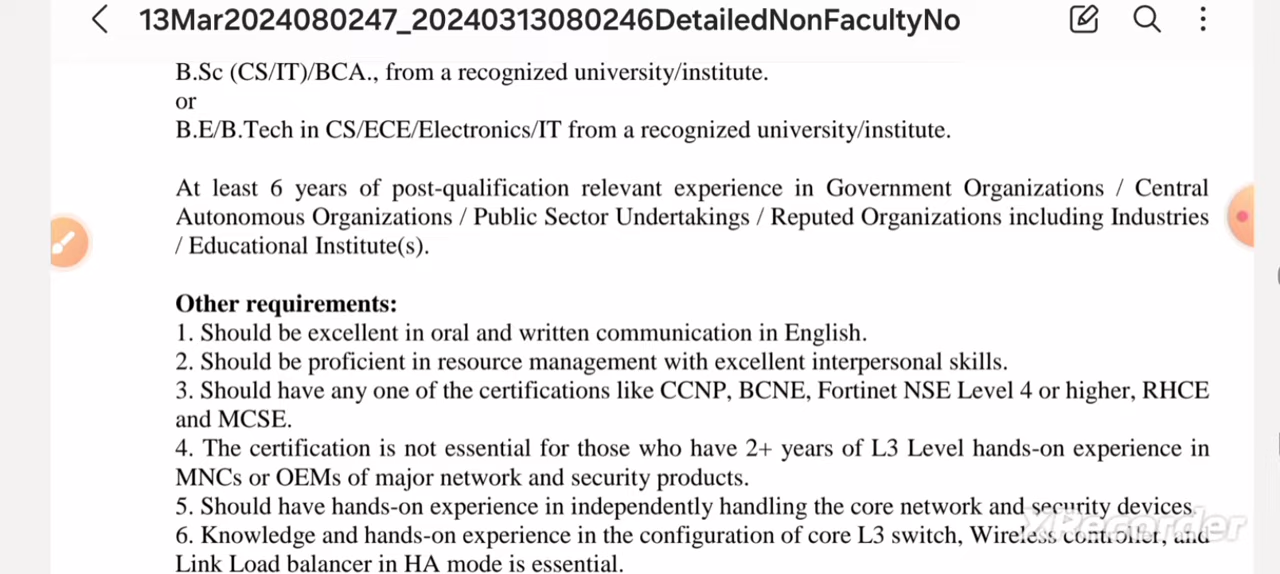 13Mar2024080247_20240313080246DetailedNonFacultyNo
B.Sc (CS/IT)/BCA., from a recognized university/institute.
or
B.E/B.Tech in CS/ECE/Electronics/IT from a recognized university/institute.
At least 6 years of post-qualification relevant experience in Government Organizations / Central
Autonomous Organizations / Public Sector Undertakings / Reputed Organizations including Industries
/ Educational Institute(s).
Other requirements:
1. Should be excellent in oral and written communication in English.
2. Should be proficient in resource management with excellent interpersonal skills.
3. Should have any one of the certifications like CCNP, BCNE, Fortinet NSE Level 4 or higher, RHCE
and MCSE.
4. The certification is not essential for those who have 2+ years of L3 Level hands-on experience in
MNCs or OEMs of major network and security products.
5. Should have hands-on experience in independently handling the core network and security devices
6. Knowledge and hands-on experience in the configuration of core L3 switch, Wireless controller, and
Link Load balancer in HA mode is essential.
XRecorder